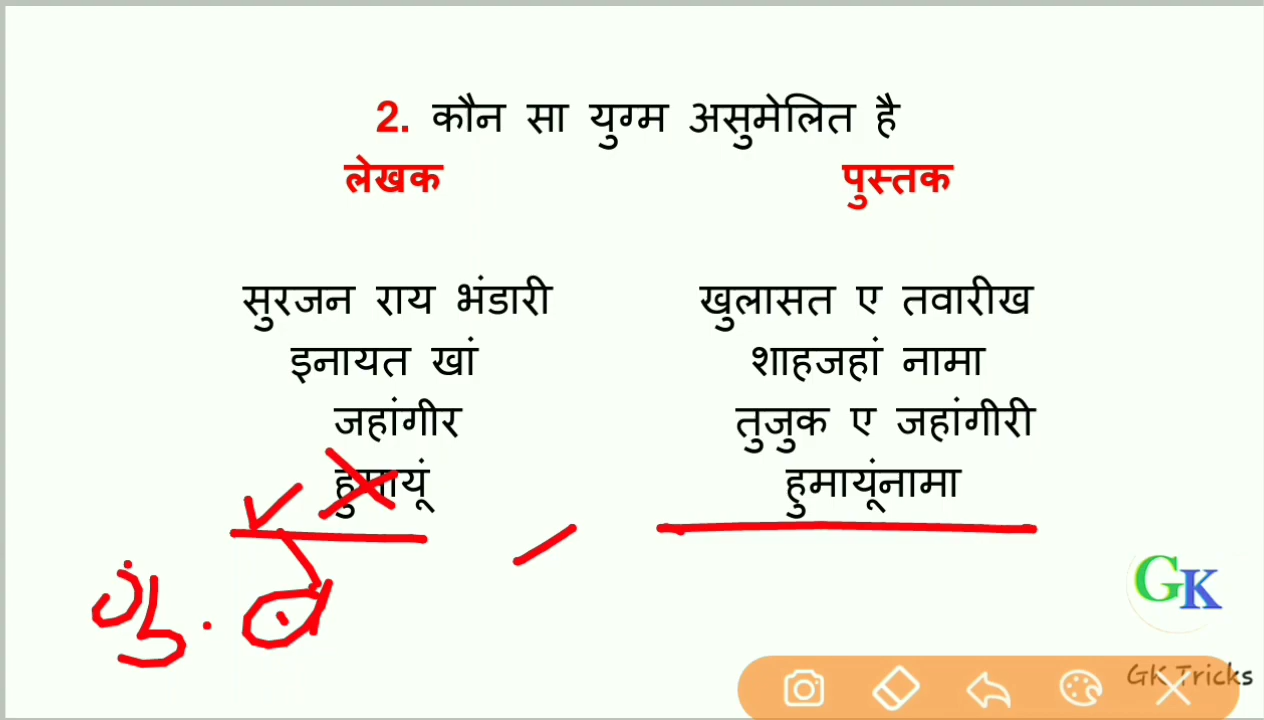 2. कौन सा युग्म असुमेलित है
लेखक पुस्तक
सुरजन राय भंडारी खुलासत ए तवारीख
इनायत खां शाहजहां नामा
जहांगीर तुजुक ए जहांगीरी
हुमायूं हुमायूंनामा
GK
GK Tricks